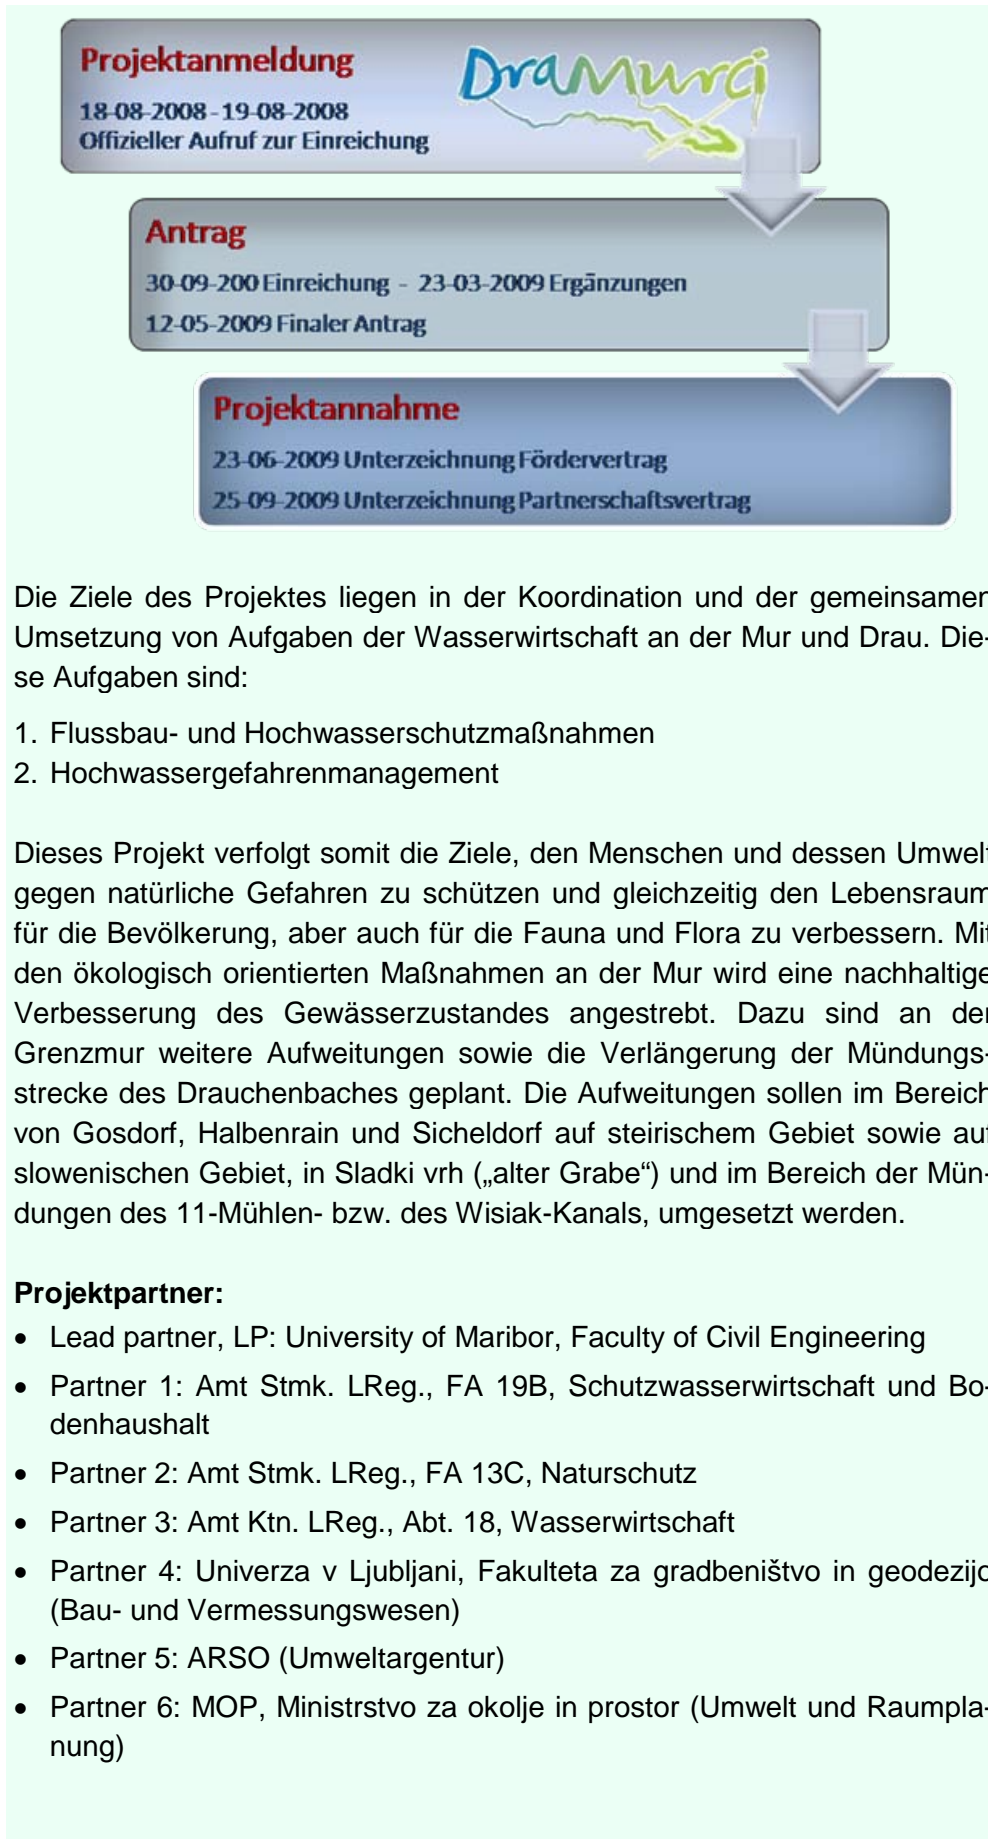 Projektanmeldung
DraMurCi
18-08-2008 - 19-08-2008
Offizieller Aufruf zur Einreichung
Antrag
30-09-200 Einreichung - 23-03-2009 Ergänzungen
12-05-2009 Finaler Antrag
Projektannahme
23-06-2009 Unterzeichnung Fördervertrag
25-09-2009 Unterzeichnung Partnerschaftsvertrag
Die Ziele des Projektes liegen in der Koordination und der gemeinsamen
Umsetzung von Aufgaben der Wasserwirtschaft an der Mur und Drau. Die-
se Aufgaben sind:
1. Flussbau- und Hochwasserschutzmaßnahmen
2. Hochwassergefahrenmanagement
Dieses Projekt verfolgt somit die Ziele, den Menschen und dessen Umwelt
gegen natürliche Gefahren zu schützen und gleichzeitig den Lebensraum
für die Bevölkerung, aber auch für die Fauna und Flora zu verbessern. Mit
den ökologisch orientierten Maßnahmen an der Mur wird eine nachhaltige
Verbesserung des Gewässerzustandes angestrebt. Dazu sind an der
Grenzmur weitere Aufweitungen sowie die Verlängerung der Mündungs-
strecke des Drauchenbaches geplant. Die Aufweitungen sollen im Bereich
von Gosdorf, Halbenrain und Sicheldorf auf steirischem Gebiet sowie auf
slowenischen Gebiet, in Sladki vrh („alter Grabe“) und im Bereich der Mün-
dungen des 11-Mühlen- bzw. des Wisiak-Kanals, umgesetzt werden.
Projektpartner:
• Lead partner, LP: University of Maribor, Faculty of Civil Engineering
• Partner 1: Amt Stmk. LReg., FA 19B, Schutzwasserwirtschaft und Bo-
denhaushalt
• Partner 2: Amt Stmk. LReg., FA 13C, Naturschutz
• Partner 3: Amt Ktn. LReg., Abt. 18, Wasserwirtschaft
• Partner 4: Univerza v Ljubljani, Fakulteta za gradbeništvo in geodezijo
(Bau- und Vermessungswesen)
• Partner 5: ARSO (Umweltargentur)
• Partner 6: MOP, Ministrstvo za okolje in prostor (Umwelt und Raumpla-
nung)